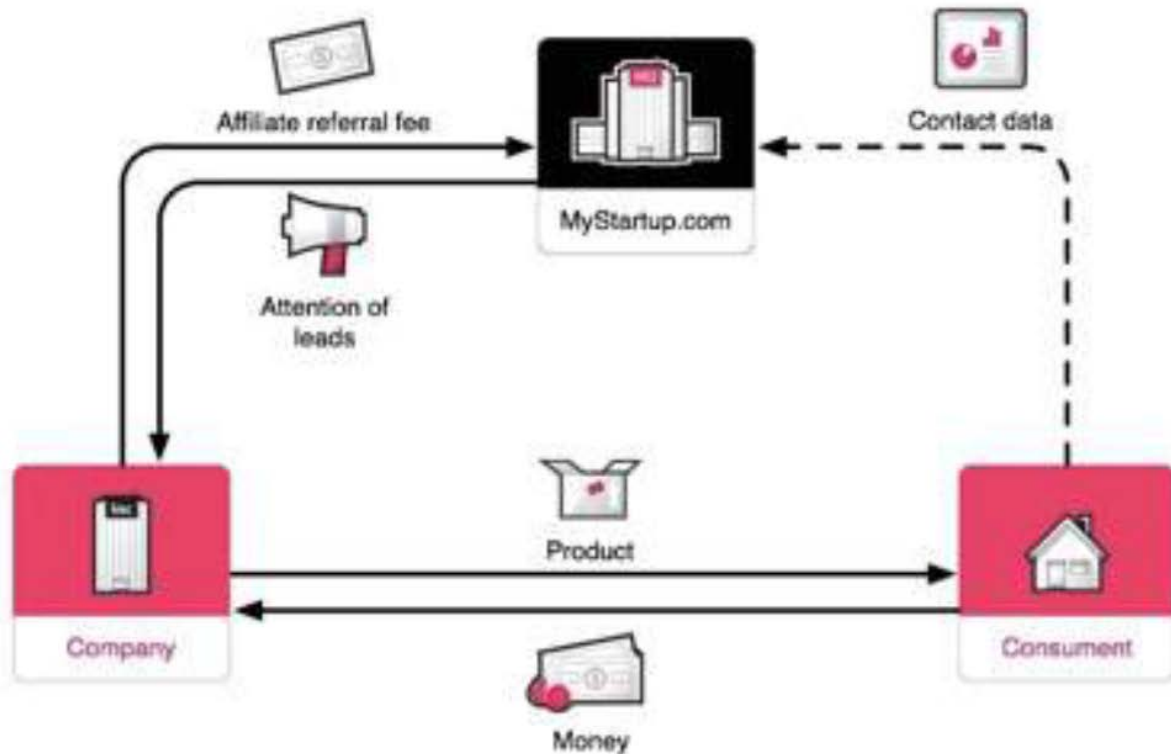 Affiliate referral fee
Contact data
MyStartup.com
Attention of
leads
Product
Company
Consument
Money